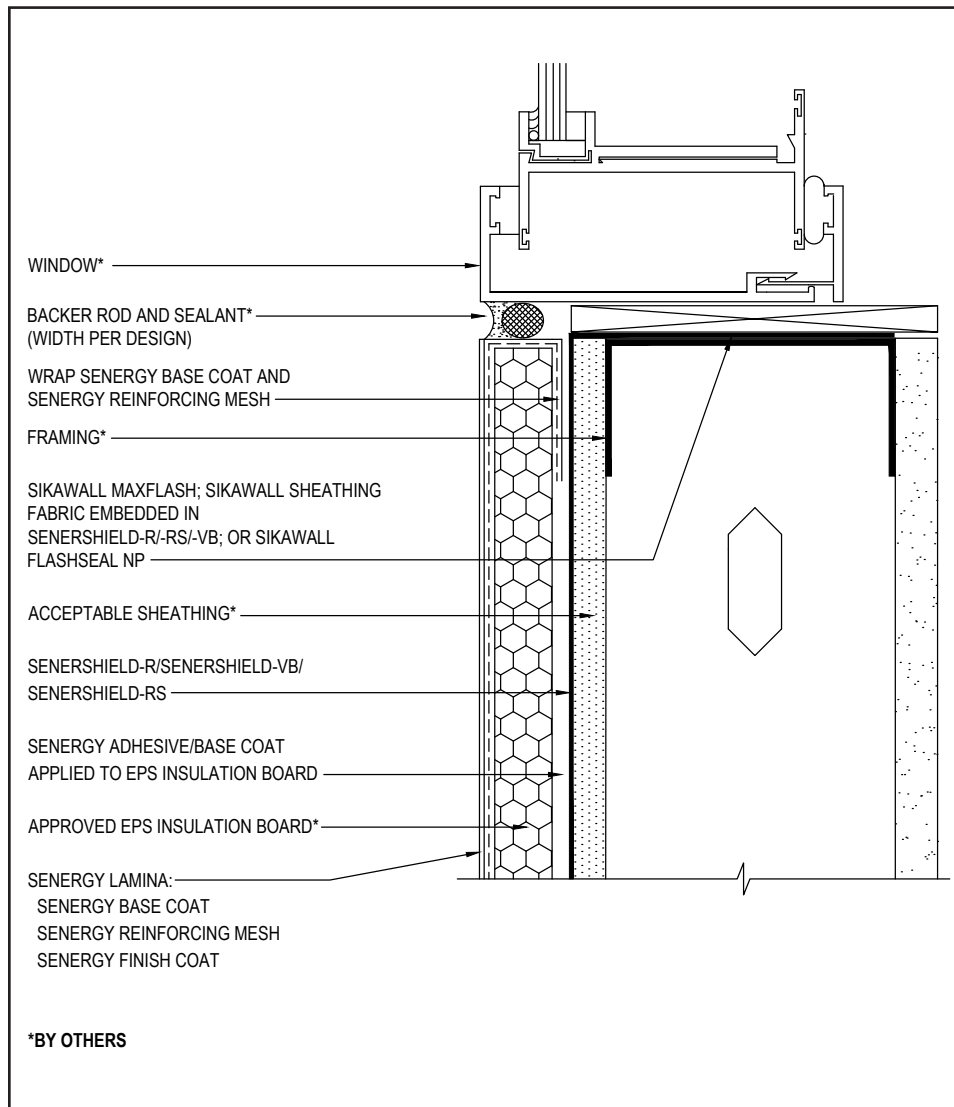 WINDOW*
BACKER ROD AND SEALANT*
(WIDTH PER DESIGN)
WRAP SENERGY BASE COAT AND
SENERGY REINFORCING MESH
FRAMING*
SIKAWALL MAXFLASH; SIKAWALL SHEATHING
FABRIC EMBEDDED IN
SENERSHIELD-R/-RS/-VB; OR SIKAWALL
FLASHSEAL NP
ACCEPTABLE SHEATHING*
SENERSHIELD-R/SENERSHIELD-VB/
SENERSHIELD-RS
SENERGY ADHESIVE/BASE COAT
APPLIED TO EPS INSULATION BOARD
APPROVED EPS INSULATION BOARD*
SENERGY LAMINA:
SENERGY BASE COAT
SENERGY REINFORCING MESH
SENERGY FINISH COAT
*BY OTHERS